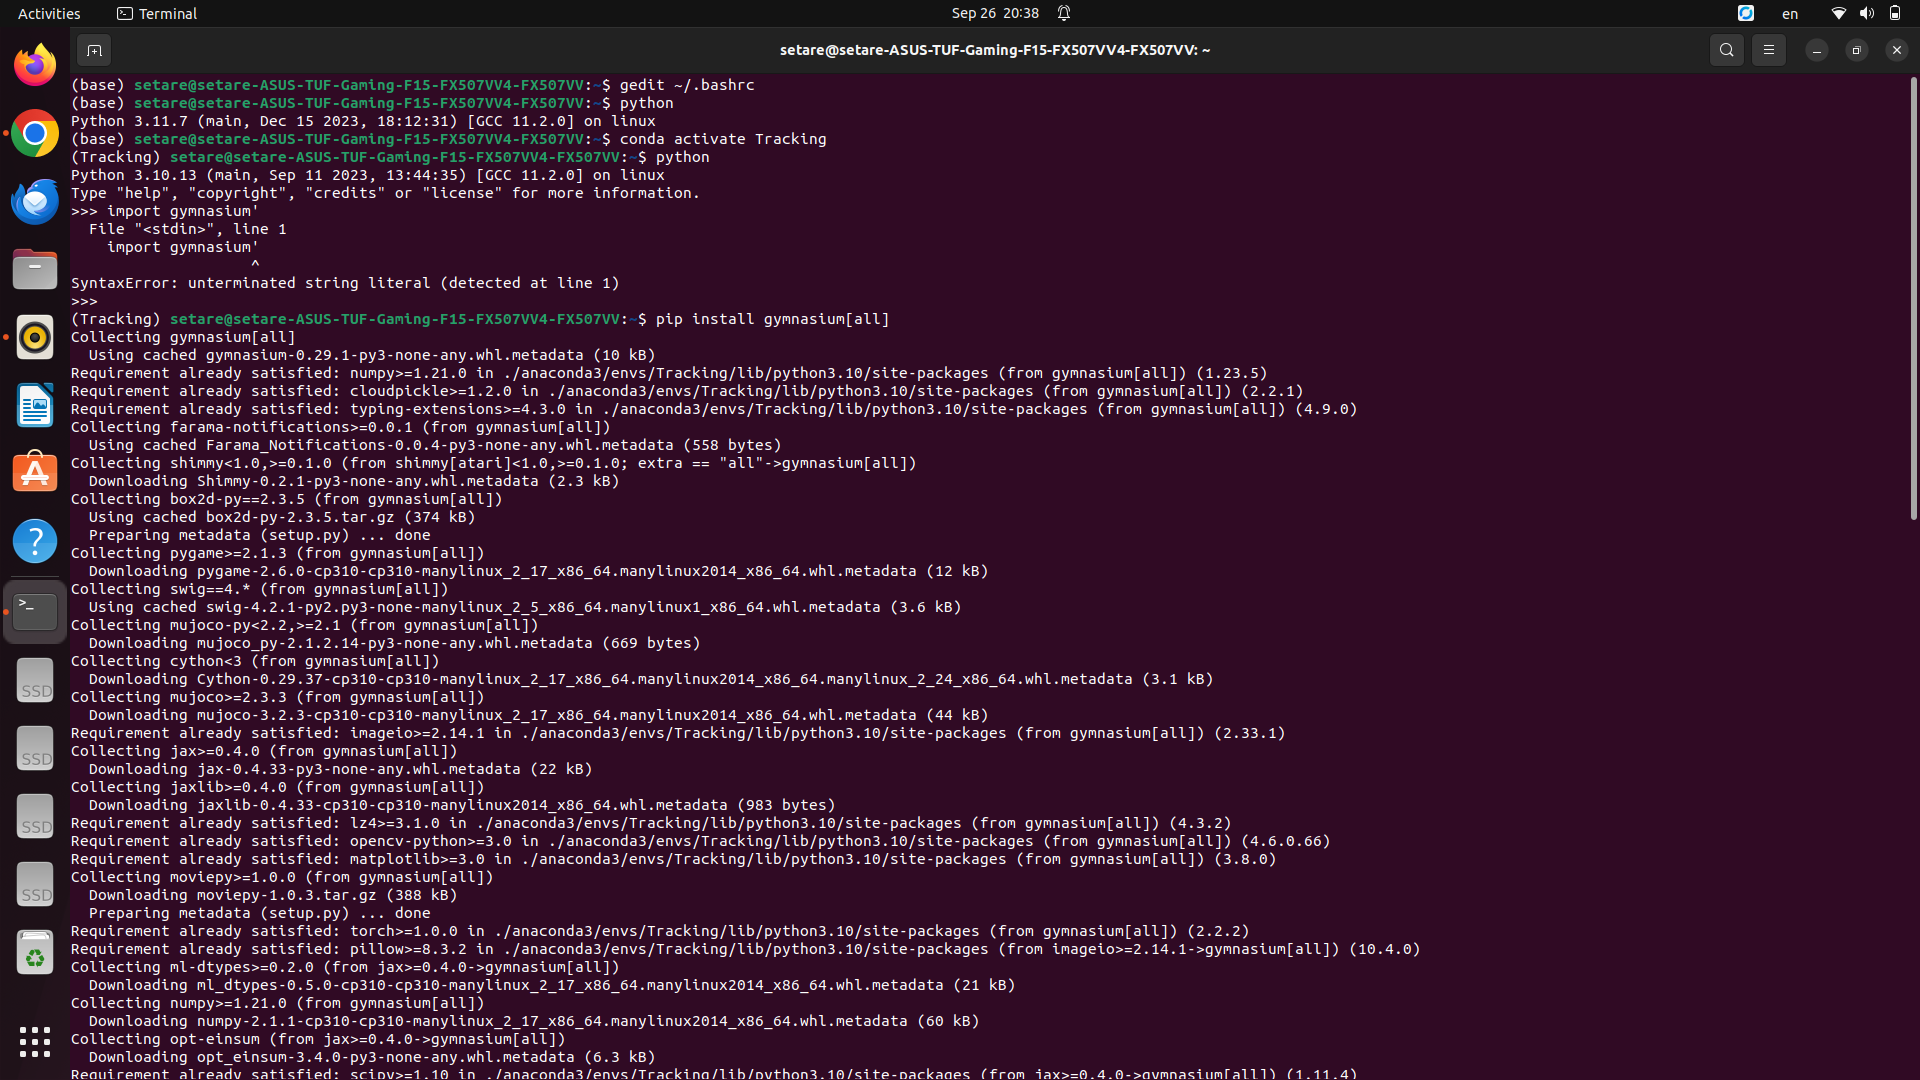 Activities
Terminal
Sep 26 20:38
en
setare@setare-ASUS-TUF-Gaming-F15-FX507VV4-FX507VV: ~
(base) setare@setare-ASUS-TUF-Gaming-F15-FX507VV4-FX507VV:~$ gedit ~/.bashrc
(base) setare@setare-ASUS-TUF-Gaming-F15-FX507VV4-FX507VV:~$ python
Python 3.11.7 (main, Dec 15 2023, 18:12:31) [GCC 11.2.0] on linux
(base) setare@setare-ASUS-TUF-Gaming-F15-FX507VV4-FX507VV:~$ conda activate Tracking
(Tracking) setare@setare-ASUS-TUF-Gaming-F15-FX507VV4-FX507VV:~$ python
Python 3.10.13 (main, Sep 11 2023, 13:44:35) [GCC 11.2.0] on linux
Type "help", "copyright", "credits" or "license" for more information.
>>> import gymnasium'
  File "<stdin>", line 1
    import gymnasium'
                    ^
SyntaxError: unterminated string literal (detected at line 1)
>>>
(Tracking) setare@setare-ASUS-TUF-Gaming-F15-FX507VV4-FX507VV:~$ pip install gymnasium[all]
Collecting gymnasium[all]
  Using cached gymnasium-0.29.1-py3-none-any.whl.metadata (10 kB)
Requirement already satisfied: numpy>=1.21.0 in ./anaconda3/envs/Tracking/lib/python3.10/site-packages (from gymnasium[all]) (1.23.5)
Requirement already satisfied: cloudpickle>=1.2.0 in ./anaconda3/envs/Tracking/lib/python3.10/site-packages (from gymnasium[all]) (2.2.1)
Requirement already satisfied: typing-extensions>=4.3.0 in ./anaconda3/envs/Tracking/lib/python3.10/site-packages (from gymnasium[all]) (4.9.0)
Collecting farama-notifications>=0.0.1 (from gymnasium[all])
  Using cached Farama_Notifications-0.0.4-py3-none-any.whl.metadata (558 bytes)
Collecting shimmy<1.0,>=0.1.0 (from shimmy[atari]<1.0,>=0.1.0; extra == "all"->gymnasium[all])
  Downloading Shimmy-0.2.1-py3-none-any.whl.metadata (2.3 kB)
Collecting box2d-py==2.3.5 (from gymnasium[all])
  Using cached box2d-py-2.3.5.tar.gz (374 kB)
  Preparing metadata (setup.py) ... done
Collecting pygame>=2.1.3 (from gymnasium[all])
  Downloading pygame-2.6.0-cp310-cp310-manylinux_2_17_x86_64.manylinux2014_x86_64.whl.metadata (12 kB)
Collecting swig==4.* (from gymnasium[all])
  Using cached swig-4.2.1-py2.py3-none-manylinux_2_5_x86_64.manylinux1_x86_64.whl.metadata (3.6 kB)
Collecting mujoco-py<2.2,>=2.1 (from gymnasium[all])
  Downloading mujoco_py-2.1.2.14-py3-none-any.whl.metadata (669 bytes)
Collecting cython<3 (from gymnasium[all])
  Downloading Cython-0.29.37-cp310-cp310-manylinux_2_17_x86_64.manylinux2014_x86_64.manylinux_2_24_x86_64.whl.metadata (3.1 kB)
Collecting mujoco>=2.3.3 (from gymnasium[all])
  Downloading mujoco-3.2.3-cp310-cp310-manylinux_2_17_x86_64.manylinux2014_x86_64.whl.metadata (44 kB)
Requirement already satisfied: imageio>=2.14.1 in ./anaconda3/envs/Tracking/lib/python3.10/site-packages (from gymnasium[all]) (2.33.1)
Collecting jax>=0.4.0 (from gymnasium[all])
  Downloading jax-0.4.33-py3-none-any.whl.metadata (22 kB)
Collecting jaxlib>=0.4.0 (from gymnasium[all])
  Downloading jaxlib-0.4.33-cp310-cp310-manylinux2014_x86_64.whl.metadata (983 bytes)
Requirement already satisfied: lz4>=3.1.0 in ./anaconda3/envs/Tracking/lib/python3.10/site-packages (from gymnasium[all]) (4.3.2)
Requirement already satisfied: opencv-python>=3.0 in ./anaconda3/envs/Tracking/lib/python3.10/site-packages (from gymnasium[all]) (4.6.0.66)
Requirement already satisfied: matplotlib>=3.0 in ./anaconda3/envs/Tracking/lib/python3.10/site-packages (from gymnasium[all]) (3.8.0)
Collecting moviepy>=1.0.0 (from gymnasium[all])
  Downloading moviepy-1.0.3.tar.gz (388 kB)
  Preparing metadata (setup.py) ... done
Requirement already satisfied: torch>=1.0.0 in ./anaconda3/envs/Tracking/lib/python3.10/site-packages (from gymnasium[all]) (2.2.2)
Requirement already satisfied: pillow>=8.3.2 in ./anaconda3/envs/Tracking/lib/python3.10/site-packages (from imageio>=2.14.1->gymnasium[all]) (10.4.0)
Collecting ml-dtypes>=0.2.0 (from jax>=0.4.0->gymnasium[all])
  Downloading ml_dtypes-0.5.0-cp310-cp310-manylinux_2_17_x86_64.manylinux2014_x86_64.whl.metadata (21 kB)
Collecting numpy>=1.21.0 (from gymnasium[all])
  Downloading numpy-2.1.1-cp310-cp310-manylinux_2_17_x86_64.manylinux2014_x86_64.whl.metadata (60 kB)
Collecting opt-einsum (from jax>=0.4.0->gymnasium[all])
  Downloading opt_einsum-3.4.0-py3-none-any.whl.metadata (6.3 kB)
Requirement already satisfied: scipy>=1.10 in ./anaconda3/envs/Tracking/lib/python3.10/site-packages (from jax>=0.4.0->gymnasium[all]) (1.11.4)
SSD
SSD
SSD
SSD